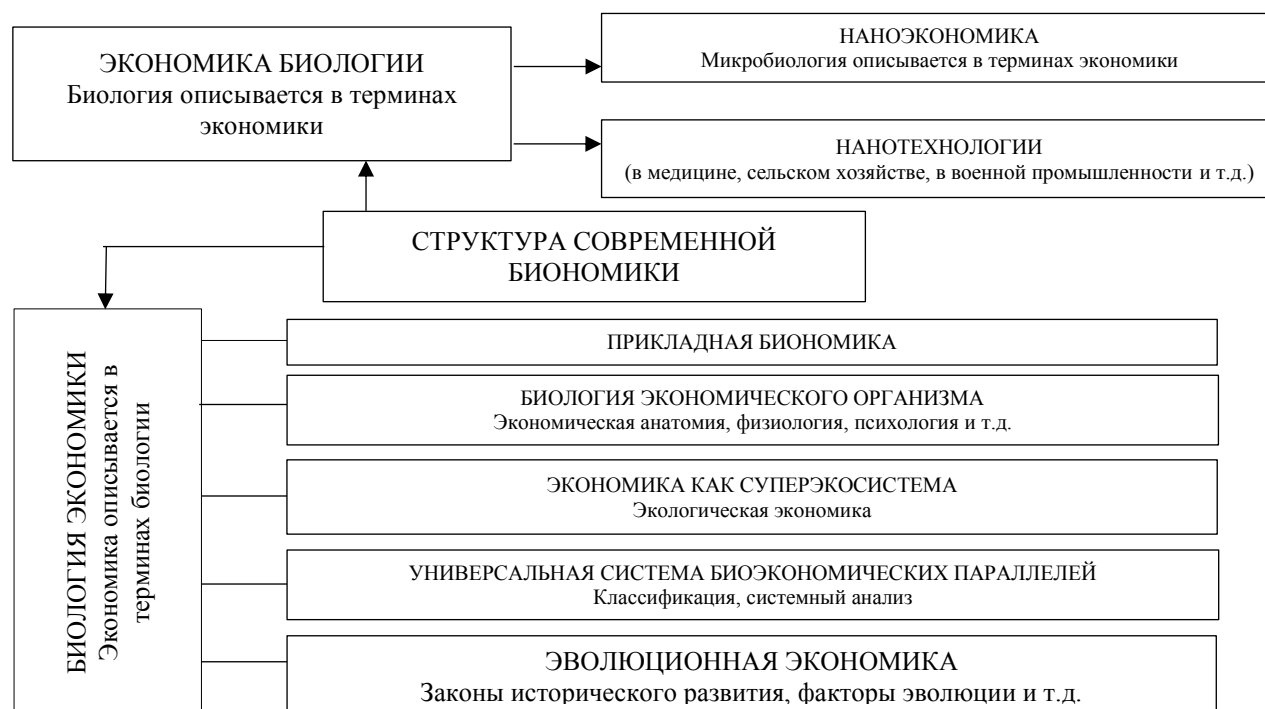 ЭКОНОМИКА БИОЛОГИИ
Биология описывается в терминах
экономики
НАНОЭКОНОМИКА
Микробиология описывается в терминах экономики
НАНОТЕХНОЛОГИИ
(в медицине, сельском хозяйстве, в военной промышленности и т.д.)
СТРУКТУРА СОВРЕМЕННОЙ
БИОНОМИКИ
БИОЛОГИЯ ЭКОНОМИКИ
Экономика описывается в
терминах биологии
ПРИКЛАДНАЯ БИОНОМИКА
БИОЛОГИЯ ЭКОНОМИЧЕСКОГО ОРГАНИЗМА
Экономическая анатомия, физиология, психология и т.д.
ЭКОНОМИКА КАК СУПЕРЭКОСИСТЕМА
Экологическая экономика
УНИВЕРСАЛЬНАЯ СИСТЕМА БИОЭКОНОМИЧЕСКИХ ПАРАЛЛЕЛЕЙ
Классификация, системный анализ
ЭВОЛЮЦИОННАЯ ЭКОНОМИКА
Законы исторического развития, факторы эволюции и т.д.